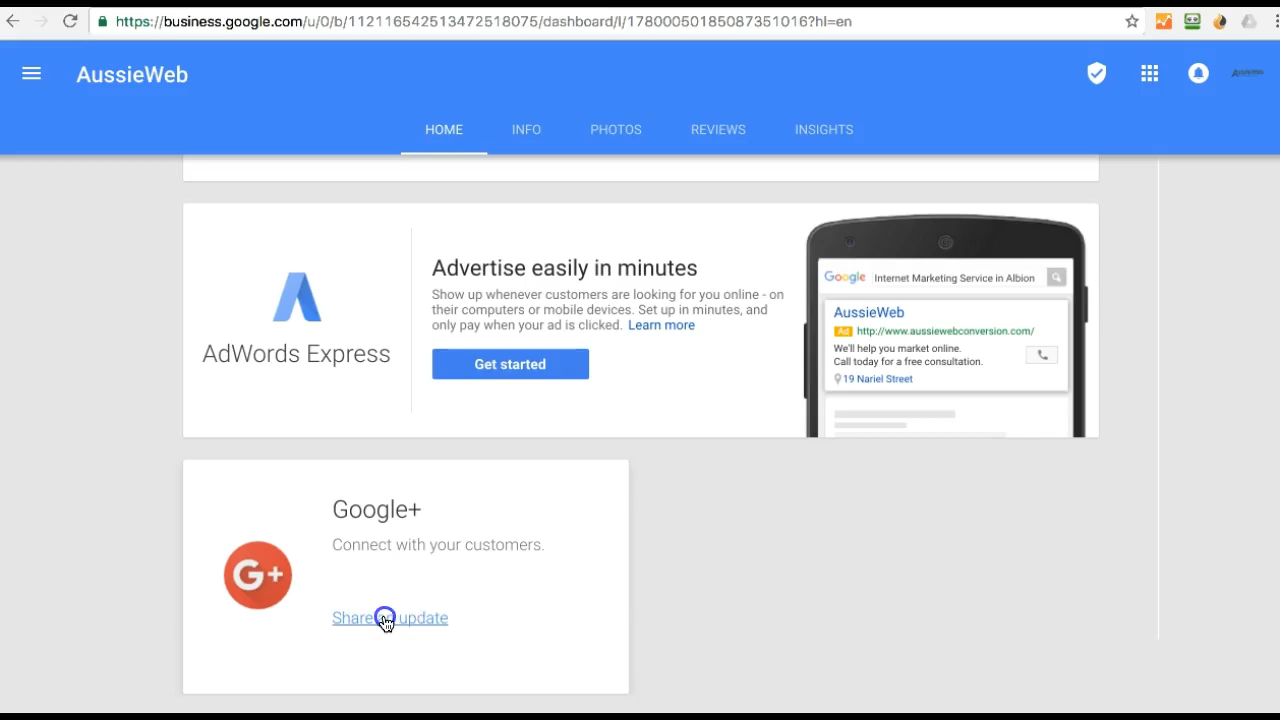 https://business.google.com/u/0/b/112116542513472518075/dashboard/l/17800050185087351016?hl=en
AussieWeb
HOME INFO PHOTOS REVIEWS INSIGHTS
AdWords Express
Advertise easily in minutes
Show up whenever customers are looking for you online - on
their computers or mobile devices. Set up in minutes, and
only pay when your ad is clicked. Learn more
Get started
Google Internet Marketing Service in Albion
AussieWeb
Ad http://www.aussiewebconversion.com/
We'll help you market online.
Call today for a free consultation.
19 Nariel Street
Google+
Connect with your customers.
G+
Share an update